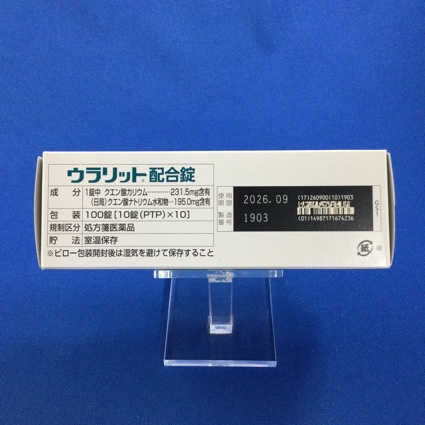 ウラリット®配合錠
成分 1錠中 クエン酸カリウム…………231.5mg含有
(日局)クエン酸ナトリウム水和物…195.0mg含有
包装 100錠[10錠(PTP)×10]
規制区分 処方箋医薬品
貯法 室温保存
※ピロー包装開封後は湿気を避けて保存すること
使用期限 2026.09
製造番号 1903
(17)260900(10)1903
(01)14987171674236
GS1